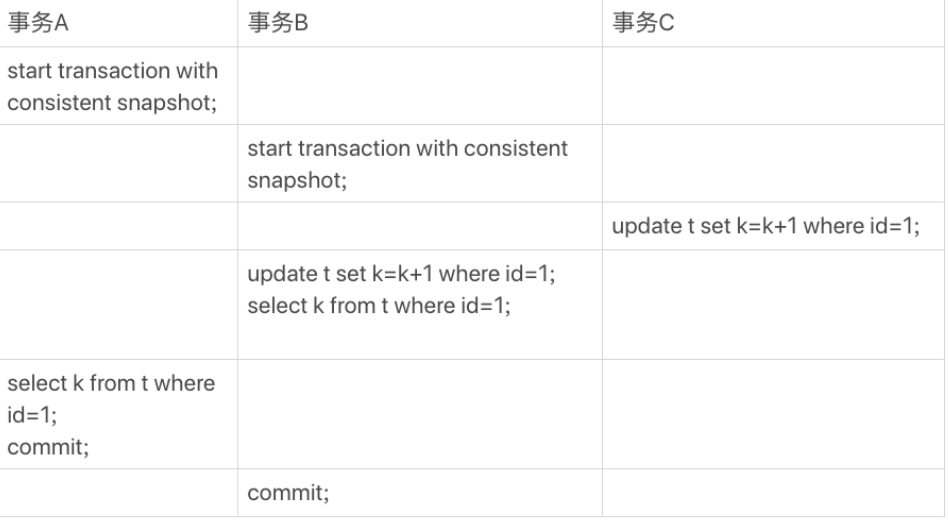 事务A
事务B
事务C
start transaction with
consistent snapshot;
start transaction with consistent
snapshot;
update t set k=k+1 where id=1;
update t set k=k+1 where id=1;
select k from t where id=1;
select k from t where
id=1;
commit;
commit;